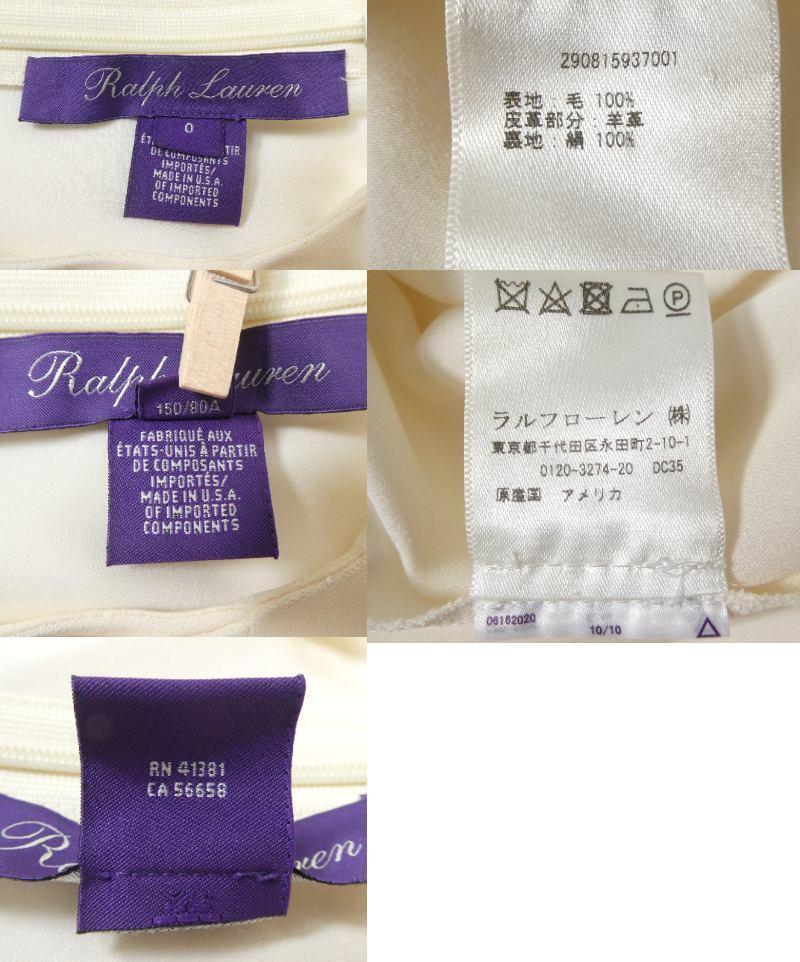 Ralph Lauren
0
TIR
DE COMPOSANTS
IMPORTÉS/
MADE IN U.S.A.
OF IMPORTED
COMPONENTS
290815937001
表地：毛 100%
皮革部分：羊革
裏地：絹 100%
Ralph Lauren
150/80A
FABRIQUÉ AUX
ÉTATS-UNIS À PARTIR
DE COMPOSANTS
IMPORTÉS/
MADE IN U.S.A.
OF IMPORTED
COMPONENTS
P
ラルフローレン ㈱
東京都千代田区永田町2-10-1
0120-3274-20 DC35
原産国 アメリカ
06162020
10/10
RN 41381
CA 56658